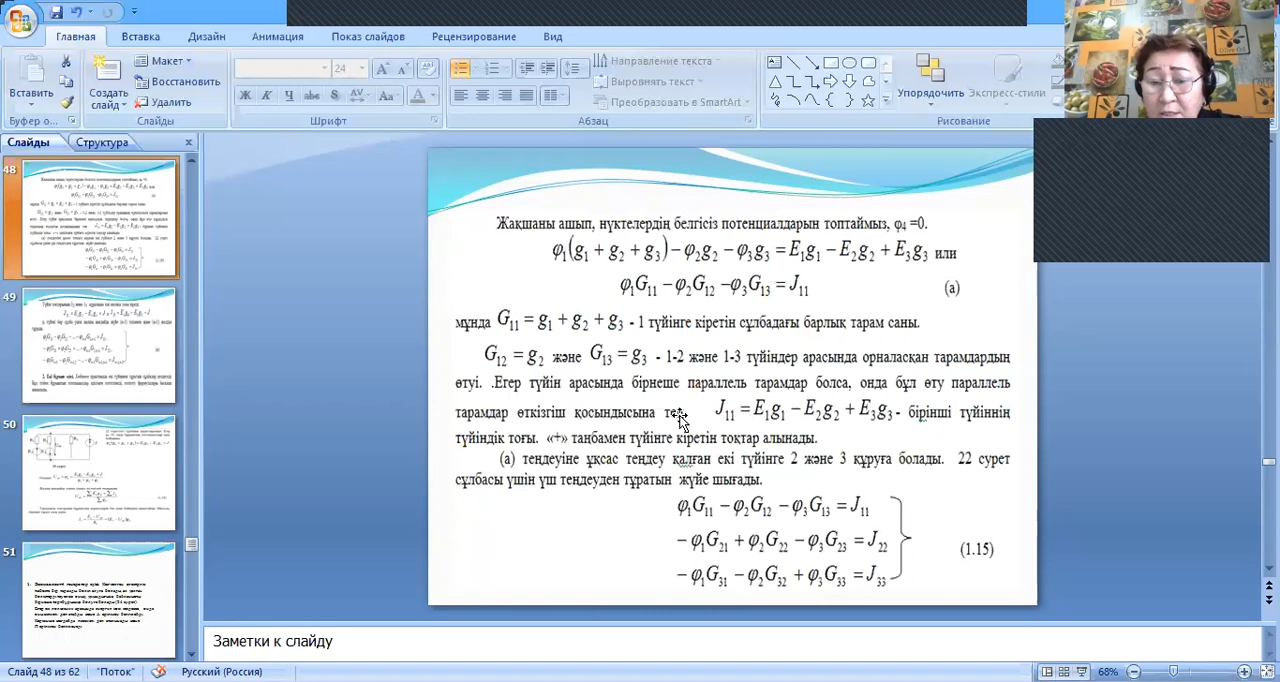 Главная Вставка Дизайн Анимация Показ слайдов Рецензирование Вид
Вставить
Создать слайд
Макет
Восстановить
Удалить
24
Ж К Ч abc S AV Aa А
Направление текста
Выровнять текст
Преобразовать в SmartArt
Упорядочить
Экспресс-стили
Буфер о... Слайды Шрифт Абзац Рисование
Слайды Структура
48
49
50
51
Жақшаны ашып, нүктелердің белгісіз потенциалдарын топтаймыз, φ₄ =0.
φ₁(g₁ + g₂ + g₃) − φ₂g₂ − φ₃g₃ = E₁g₁ − E₂g₂ + E₃g₃ или
φ₁G₁₁ − φ₂G₁₂ − φ₃G₁₃ = J₁₁ (а)
мұнда G₁₁ = g₁ + g₂ + g₃ - 1 түйінге кіретін сұлбадағы барлық тарам саны.
G₁₂ = g₂ және G₁₃ = g₃ - 1-2 және 1-3 түйіндер арасында орналасқан тарамдардың
өтуі. .Егер түйін арасында бірнеше параллель тарамдар болса, онда бұл өту параллель
тарамдар өткізгіш қосындысына J₁₁ = E₁g₁ − E₂g₂ + E₃g₃ - бірінші түйіннің
түйіндік тоғы. «+» таңбамен түйінге кіретін тоқтар алынады.
(а) теңдеуіне ұқсас теңдеу қалған екі түйінге 2 және 3 құруға болады. 22 сурет
сұлбасы үшін үш теңдеуден тұратын жүйе шығады.
φ₁G₁₁ − φ₂G₁₂ − φ₃G₁₃ = J₁₁
− φ₁G₂₁ + φ₂G₂₂ − φ₃G₂₃ = J₂₂
− φ₁G₃₁ − φ₂G₃₂ + φ₃G₃₃ = J₃₃
(1.15)
Заметки к слайду
Слайд 48 из 62 "Поток" Русский (Россия) 68%